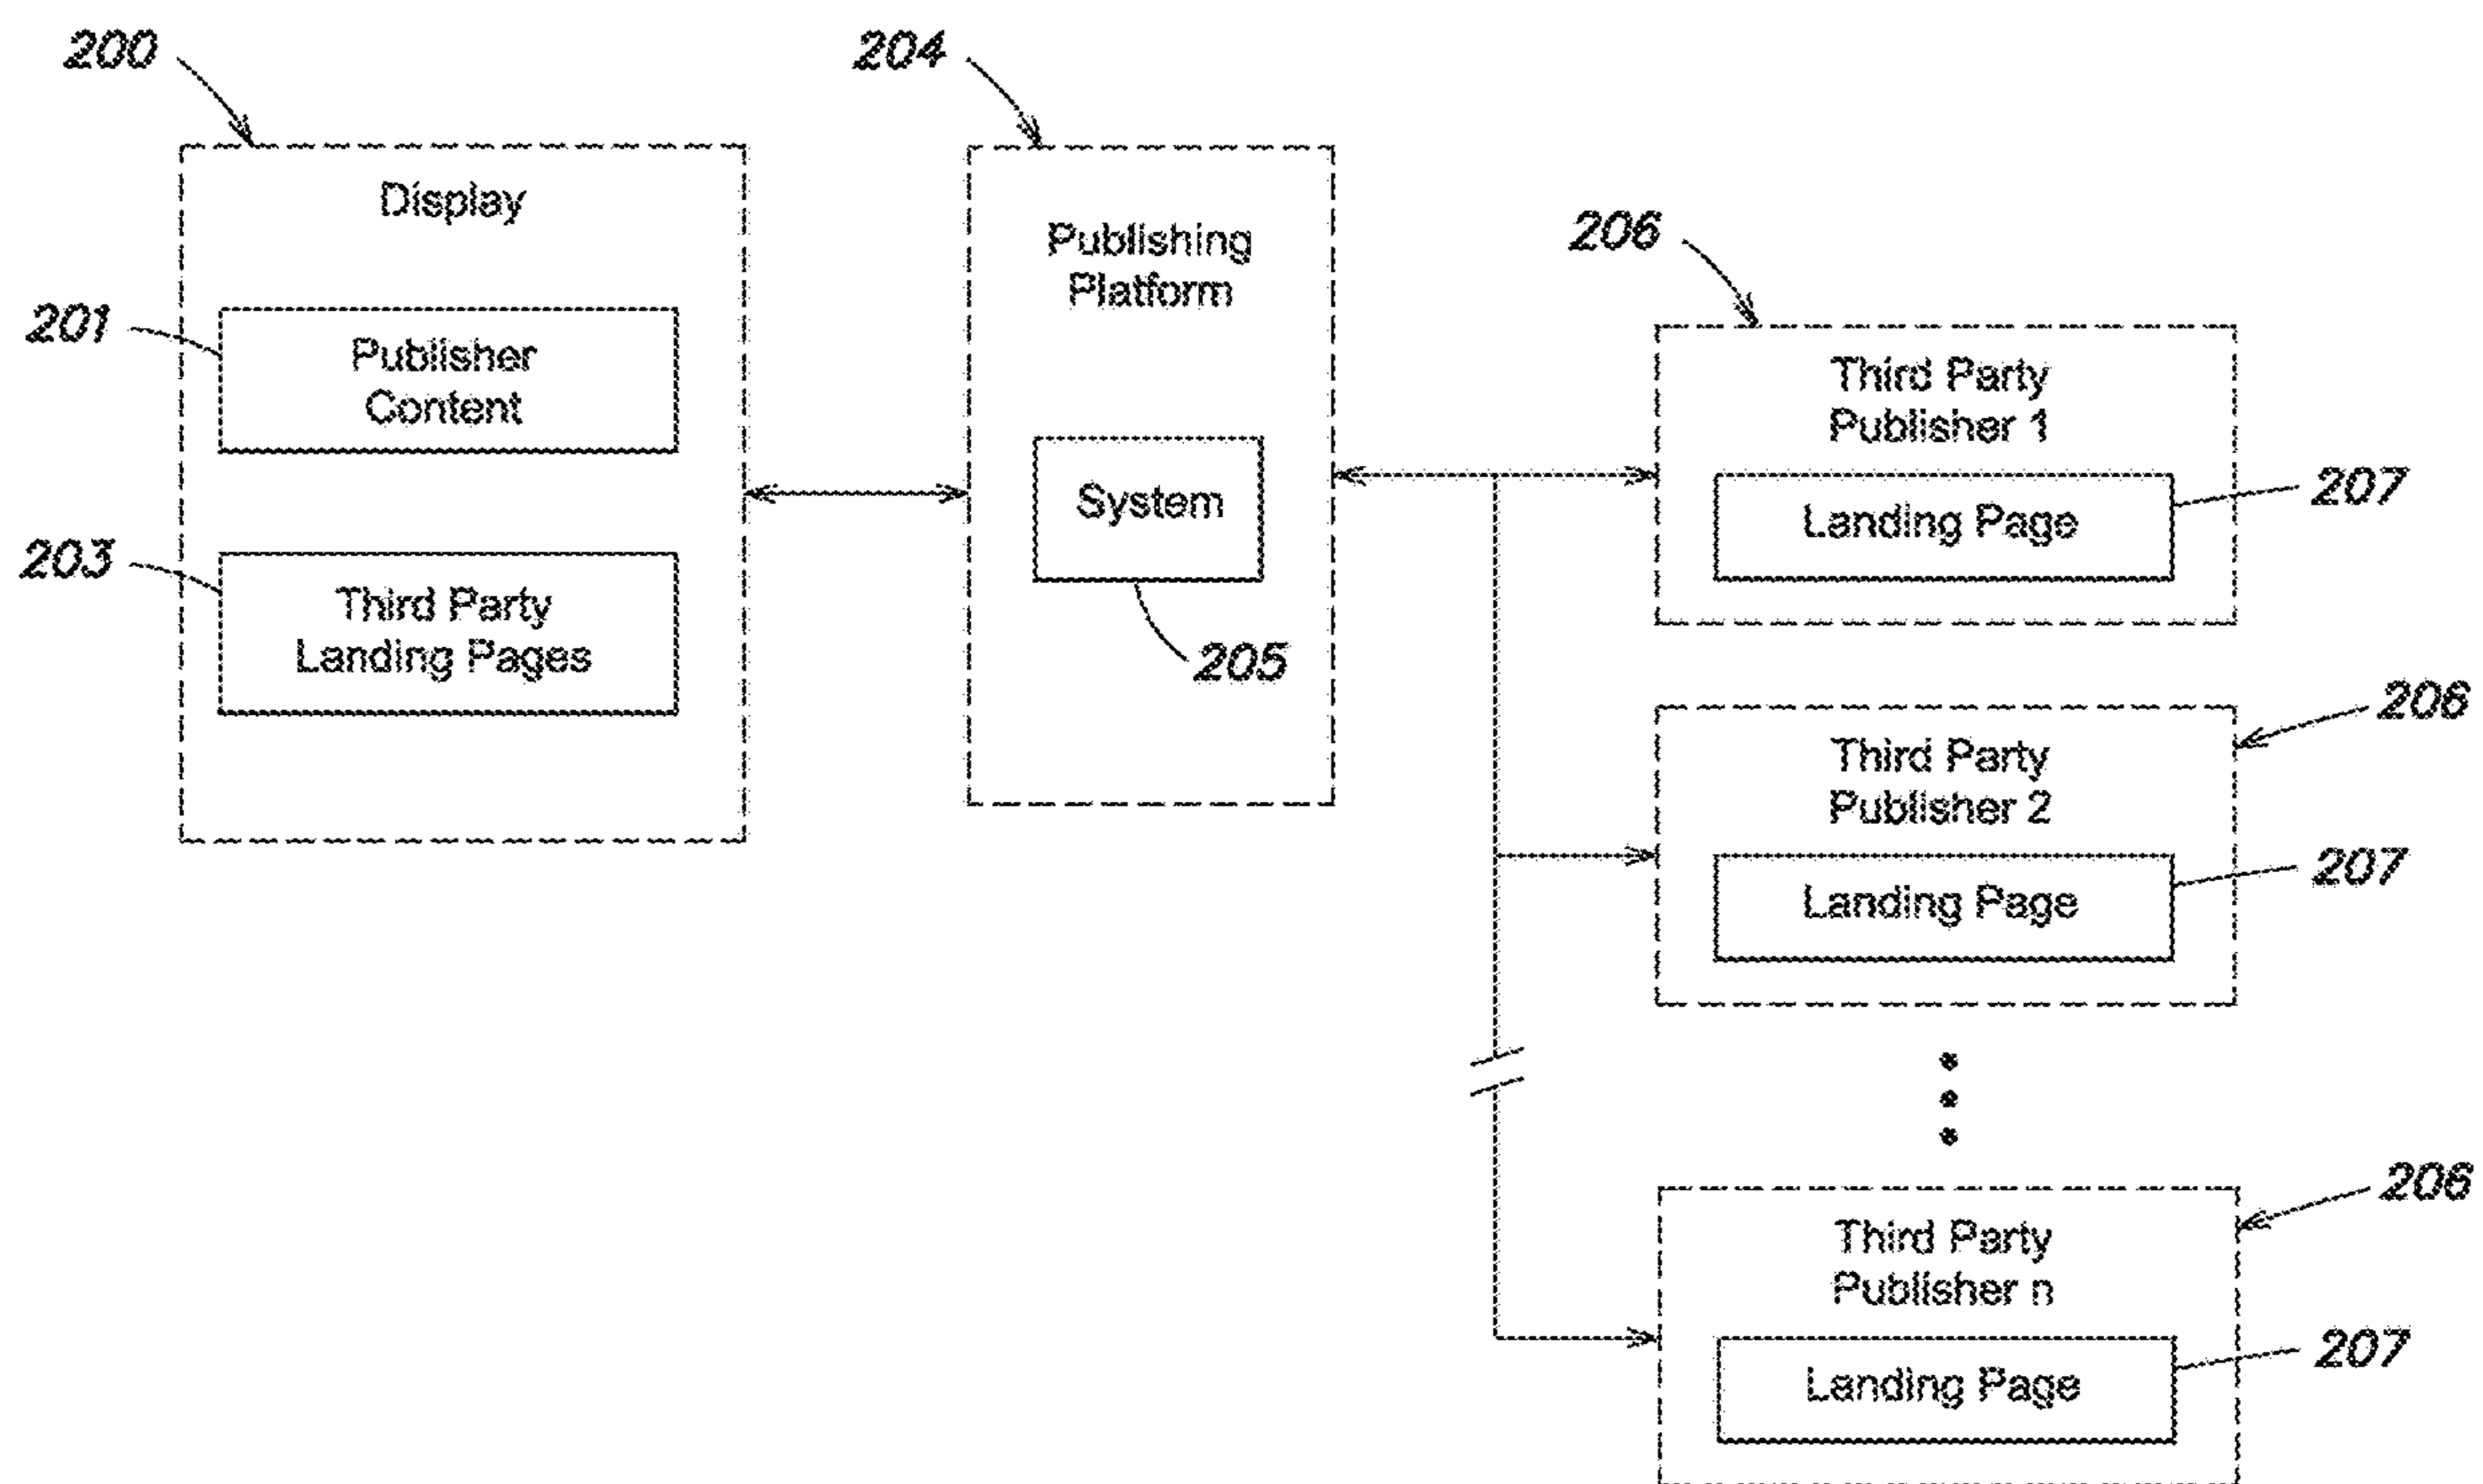 200
Display
201
Publisher
Content
203
Third Party
Landing Pages
204
Publishing
Platform
System
205
206
Third Party
Publisher 1
Landing Page
207
206
Third Party
Publisher 2
Landing Page
207
206
Third Party
Publisher n
Landing Page
207